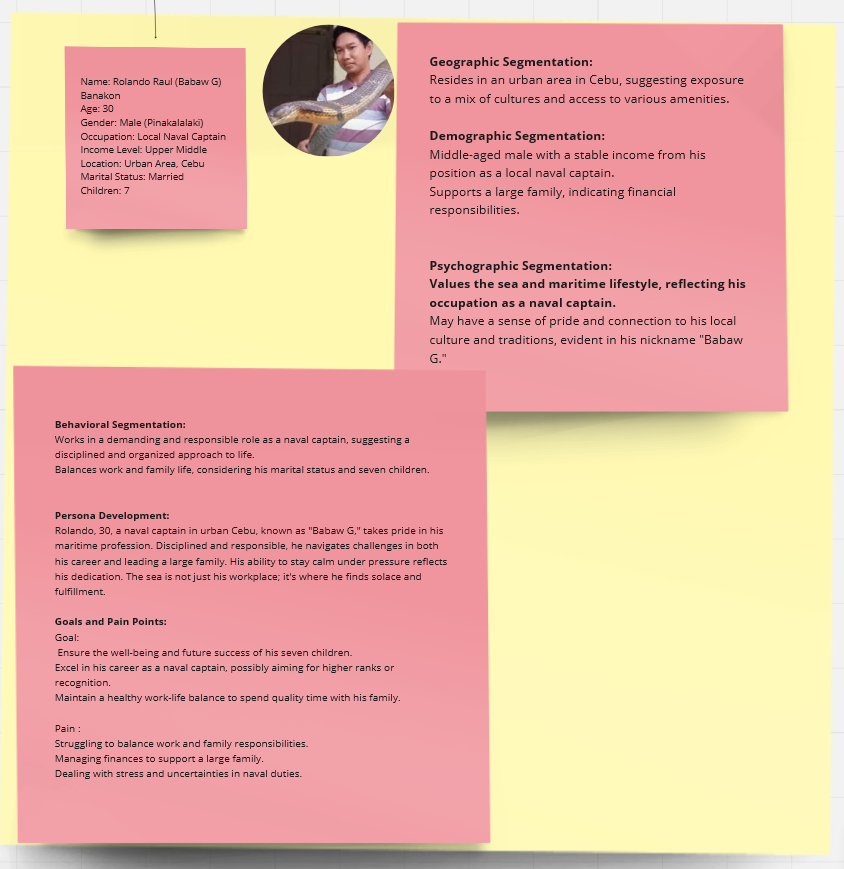 Name: Rolando Raul (Babaw G)
Banakon
Age: 30
Gender: Male (Pinakalalaki)
Occupation: Local Naval Captain
Income Level: Upper Middle
Location: Urban Area, Cebu
Marital Status: Married
Children: 7
Geographic Segmentation:
Resides in an urban area in Cebu, suggesting exposure
to a mix of cultures and access to various amenities.
Demographic Segmentation:
Middle-aged male with a stable income from his
position as a local naval captain.
Supports a large family, indicating financial
responsibilities.
Psychographic Segmentation:
Values the sea and maritime lifestyle, reflecting his
occupation as a naval captain.
May have a sense of pride and connection to his local
culture and traditions, evident in his nickname "Babaw
G."
Behavioral Segmentation:
Works in a demanding and responsible role as a naval captain, suggesting a
disciplined and organized approach to life.
Balances work and family life, considering his marital status and seven children.
Persona Development:
Rolando, 30, a naval captain in urban Cebu, known as "Babaw G," takes pride in his
maritime profession. Disciplined and responsible, he navigates challenges in both
his career and leading a large family. His ability to stay calm under pressure reflects
his dedication. The sea is not just his workplace; it's where he finds solace and
fulfillment.
Goals and Pain Points:
Goal:
Ensure the well-being and future success of his seven children.
Excel in his career as a naval captain, possibly aiming for higher ranks or
recognition.
Maintain a healthy work-life balance to spend quality time with his family.
Pain :
Struggling to balance work and family responsibilities.
Managing finances to support a large family.
Dealing with stress and uncertainties in naval duties.